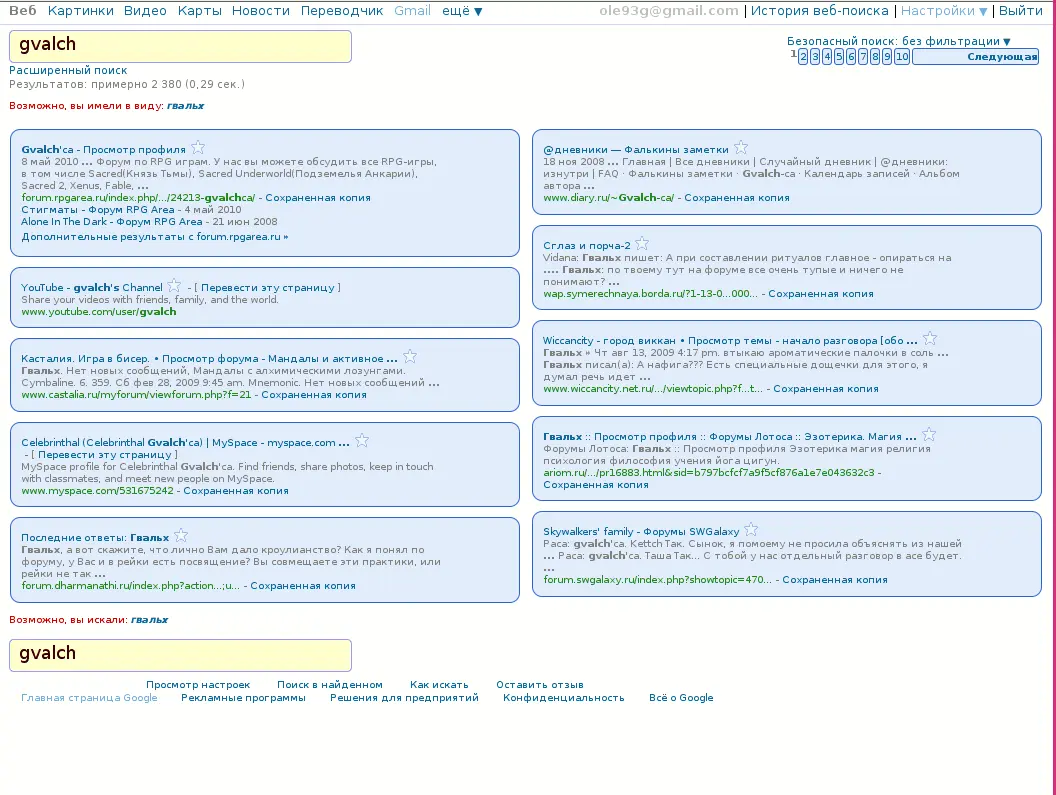 Веб Картинки Видео Карты Новости Переводчик Gmail ещё ▼
ole93g@gmail.com | История веб-поиска | Настройки ▼ | Выйти
gvalch
Безопасный поиск: без фильтрации ▼
1 2 3 4 5 6 7 8 9 10 Следующая
Расширенный поиск
Результатов: примерно 2 380 (0,29 сек.)
Возможно, вы имели в виду: гвальх
Gvalch'ca - Просмотр профиля
8 май 2010 ... Форум по RPG играм. У нас вы можете обсудить все RPG-игры,
в том числе Sacred(Князь Тьмы), Sacred Underworld(Подземелья Анкарии),
Sacred 2, Xenus, Fable, ...
forum.rpgarea.ru/index.php/.../24213-gvalchca/ - Сохраненная копия
Стигматы - Форум RPG Area - 4 май 2010
Alone In The Dark - Форум RPG Area - 21 июн 2008
Дополнительные результаты с forum.rpgarea.ru »
YouTube - gvalch's Channel - [ Перевести эту страницу ]
Share your videos with friends, family, and the world.
www.youtube.com/user/gvalch
Касталия. Игра в бисер. • Просмотр форума - Мандалы и активное ...
Гвальх. Нет новых сообщений, Мандалы с алхимическими лозунгами.
Cymbaline. 6. 359. Сб фев 28, 2009 9:45 am. Mnemonic. Нет новых сообщений ...
www.castalia.ru/myforum/viewforum.php?f=21 - Сохраненная копия
Celebrinthal (Celebrinthal Gvalch'ca) | MySpace - myspace.com ...
- [ Перевести эту страницу ]
MySpace profile for Celebrinthal Gvalch'ca. Find friends, share photos, keep in touch
with classmates, and meet new people on MySpace.
www.myspace.com/531675242 - Сохраненная копия
Последние ответы: Гвальх
Гвальх, а вот скажите, что лично Вам дало кроулианство? Как я понял по
форуму, у Вас и в рейки есть посвящение? Вы совмещаете эти практики, или
рейки не так ...
forum.dharmanathi.ru/index.php?action...;u... - Сохраненная копия
@дневники — Фалькины заметки
18 ноя 2008 ... Главная | Все дневники | Случайный дневник | @дневники:
изнутри | FAQ · Фалькины заметки · Gvalch-ca · Календарь записей · Альбом
автора ...
www.diary.ru/~Gvalch-ca/ - Сохраненная копия
Сглаз и порча-2
Vidana: Гвальх пишет: А при составлении ритуалов главное - опираться на
.... Гвальх: по твоему тут на форуме все очень тупые и ничего не
понимают? ...
wap.symerechnaya.borda.ru/?1-13-0...000... - Сохраненная копия
Wiccancity - город виккан • Просмотр темы - начало разговора [обо ...
Гвальх » Чт авг 13, 2009 4:17 pm. втыкаю ароматические палочки в соль ...
Гвальх писал(а): А нафига??? Есть специальные дощечки для этого, я
думал речь идет ...
www.wiccancity.net.ru/.../viewtopic.php?f...t... - Сохраненная копия
Гвальх :: Просмотр профиля :: Форумы Лотоса :: Эзотерика. Магия ...
Форумы Лотоса: Гвальх :: Просмотр профиля Эзотерика магия религия
психология философия учения йога цигун.
ariom.ru/.../pr16883.html&sid=b797bcfcf7a9f5cf876a1e7e043632c3 -
Сохраненная копия
Skywalkers' family - Форумы SWGalaxy
Раса: gvalch'ca. Kettch Так. Сынок, я помоему не просила объяснять из нашей
... Раса: gvalch'ca. Таша Так... С тобой у нас отдельный разговор в асе будет.
...
forum.swgalaxy.ru/index.php?showtopic=470... - Сохраненная копия
Возможно, вы искали: гвальх
gvalch
Просмотр настроек Поиск в найденном Как искать Оставить отзыв
Главная страница Google Рекламные программы Решения для предприятий Конфиденциальность Всё о Google